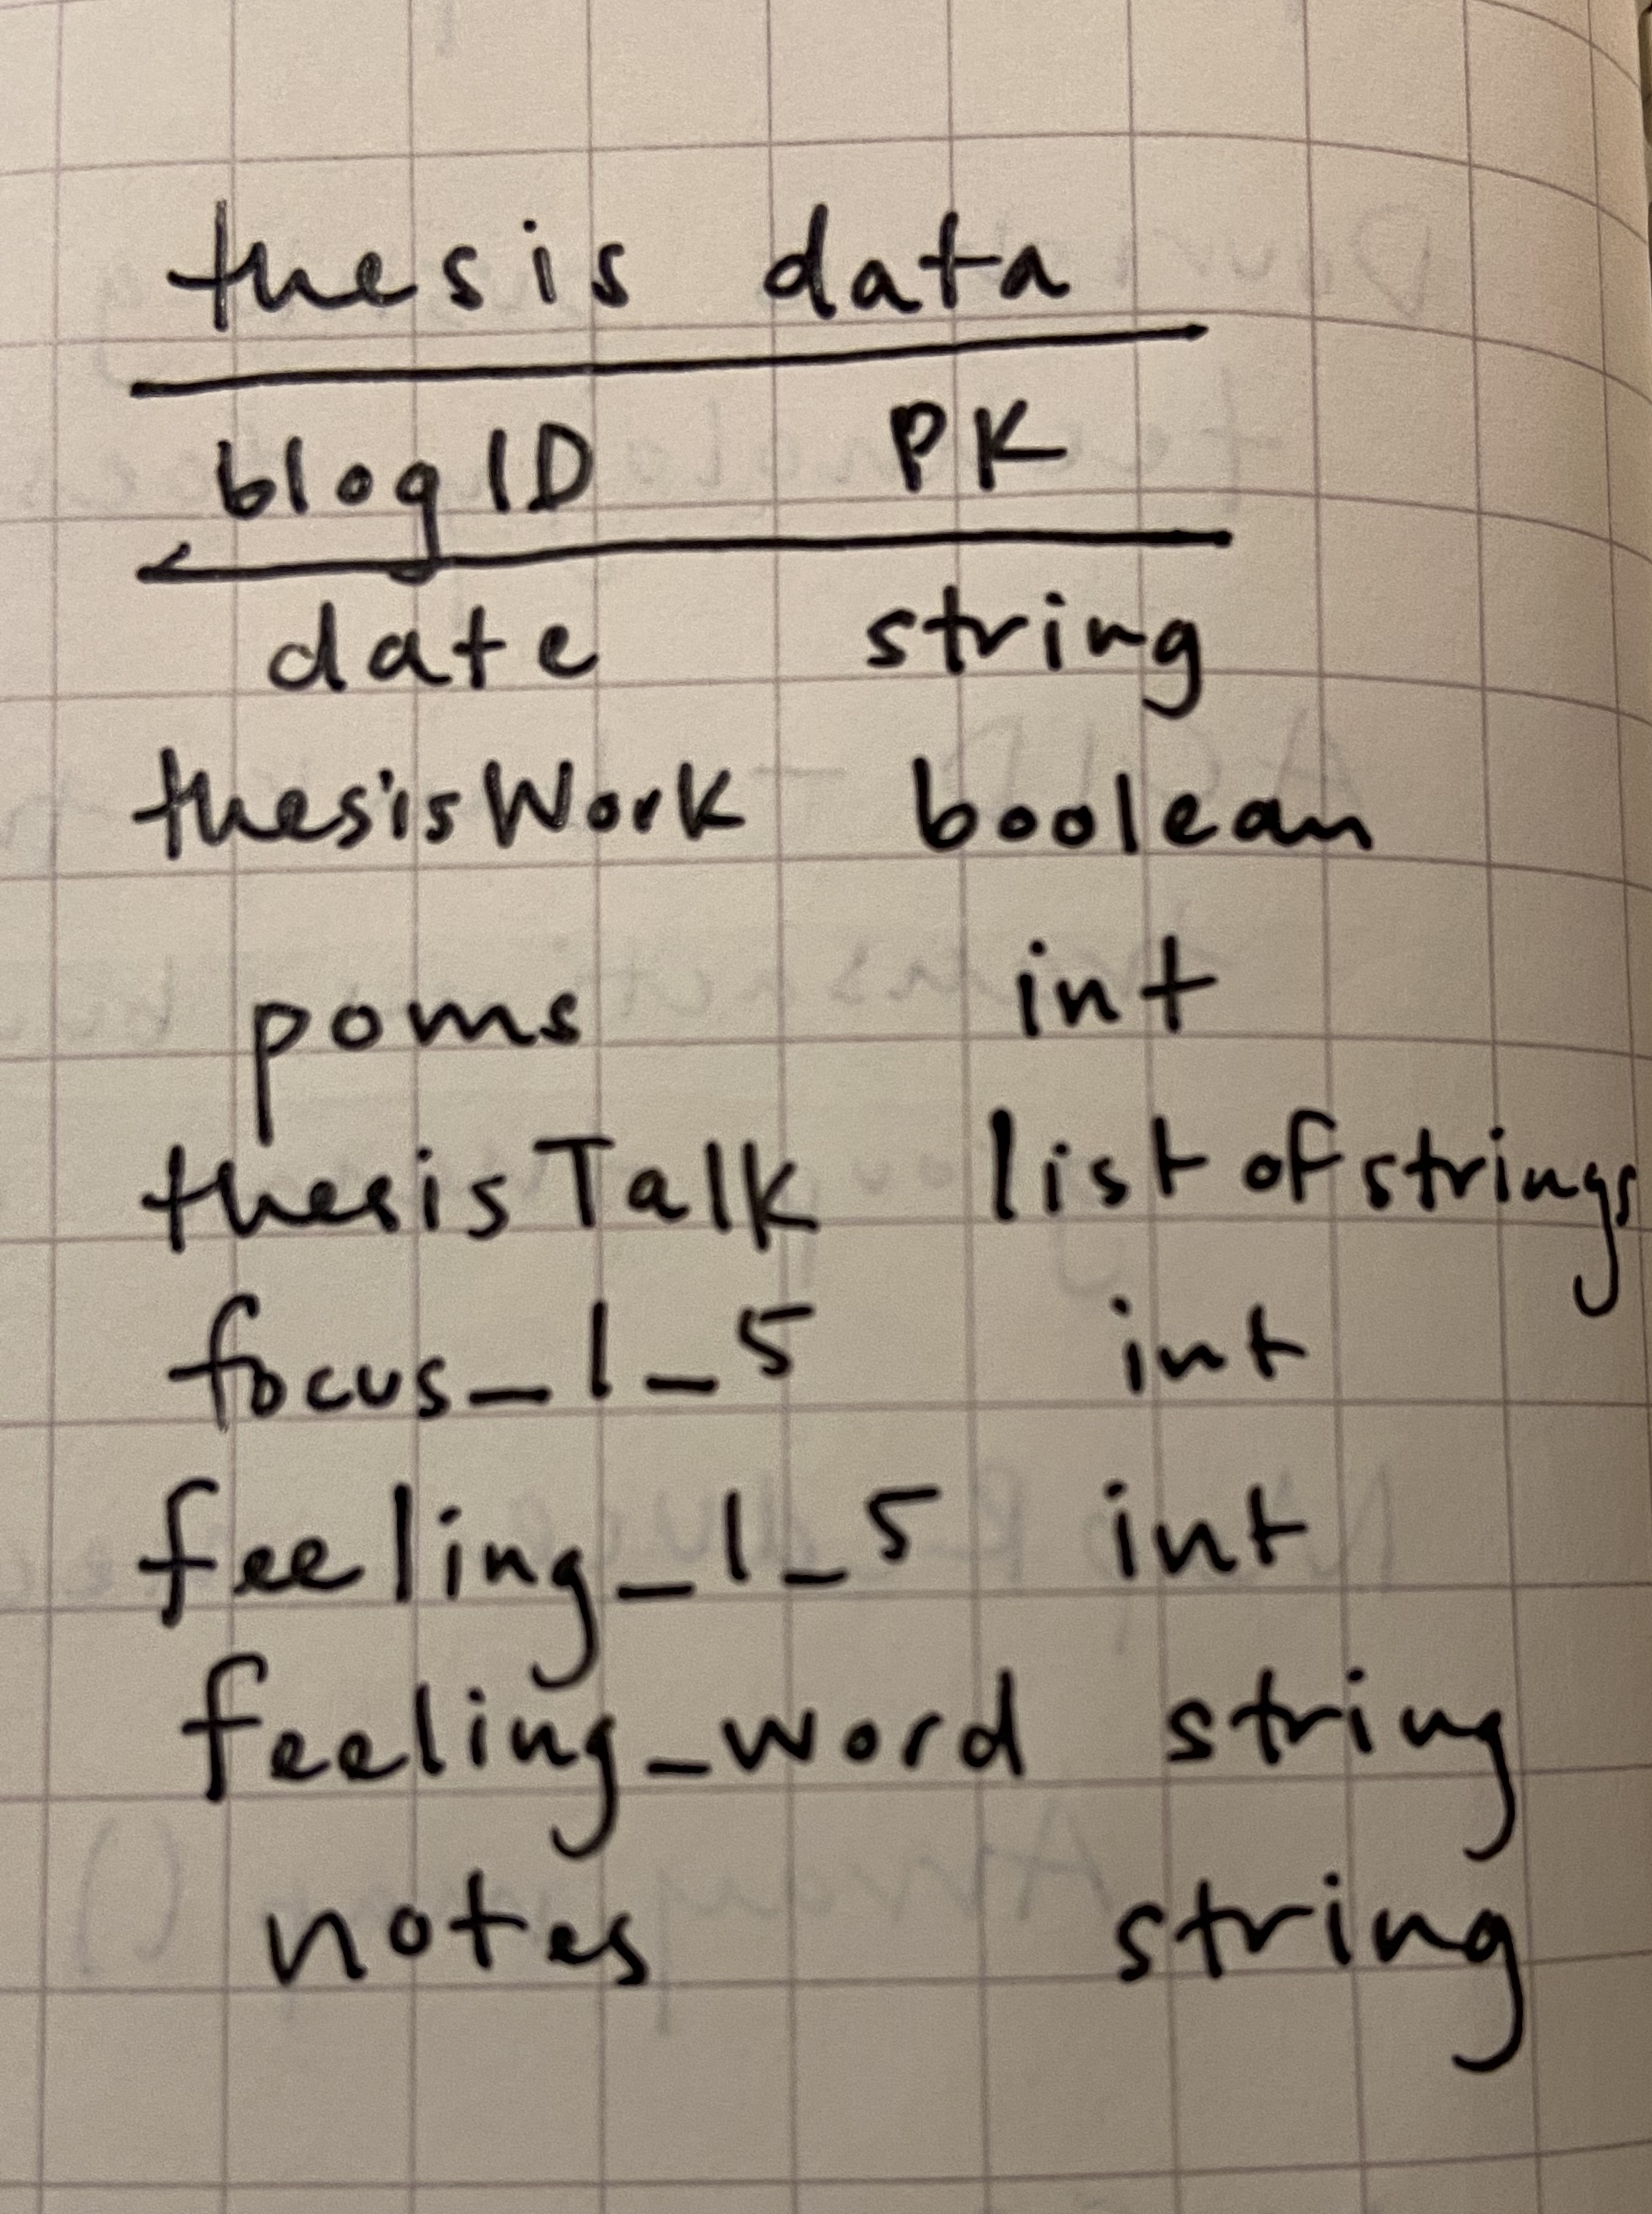 thesis data
blogID PK
date string
thesisWork boolean
poms int
thesisTalk list of strings
focus_1_5 int
feeling_1_5 int
feeling_word string
notes string